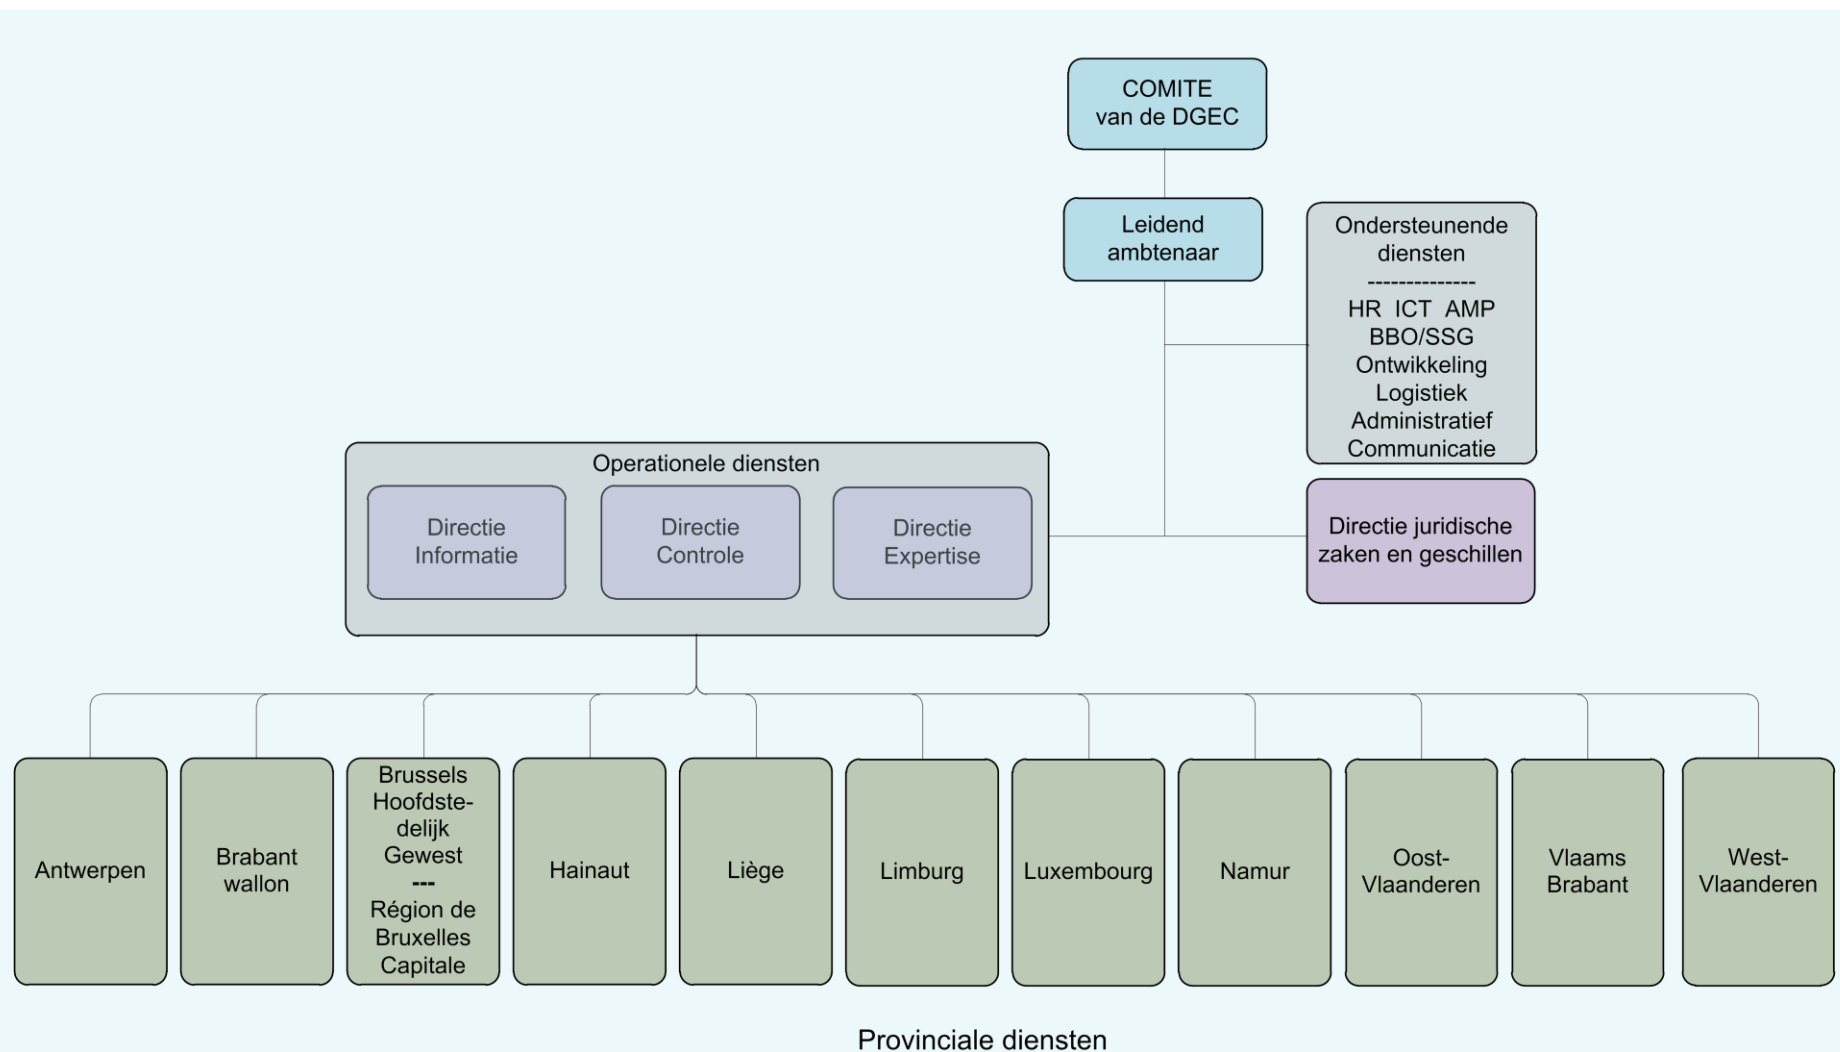 COMITE
van de DGEC
Leidend
ambtenaar
Ondersteunende
diensten
--------------
HR  ICT  AMP
BBO/SSG
Ontwikkeling
Logistiek
Administratief
Communicatie
Operationele diensten
Directie
Informatie
Directie
Controle
Directie
Expertise
Directie juridische
zaken en geschillen
Antwerpen
Brabant
wallon
Brussels
Hoofdste-
delijk
Gewest
---
Région de
Bruxelles
Capitale
Hainaut
Liège
Limburg
Luxembourg
Namur
Oost-
Vlaanderen
Vlaams
Brabant
West-
Vlaanderen
Provinciale diensten